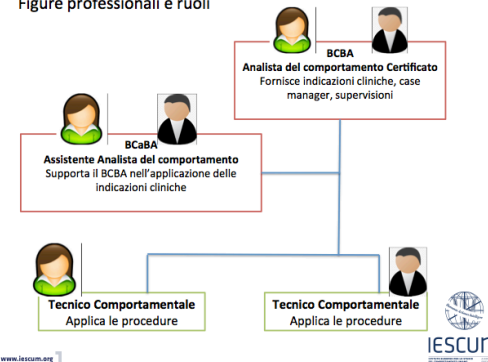 Figure professionali e ruoli
BCBA
Analista del comportamento Certificato
Fornisce indicazioni cliniche, case
manager, supervisioni
BCaBA
Assistente Analista del comportamento
Supporta il BCBA nell'applicazione delle
indicazioni cliniche
Tecnico Comportamentale
Applica le procedure
Tecnico Comportamentale
Applica le procedure
IESCUM
www.iescum.org